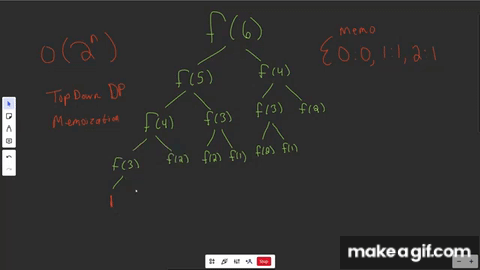 f(6)
Memo
O(2^n)
{0:0, 1:1, 2:1
f(5)
f(4)
Top Down DP
Memoization
f(4)
f(3)
f(3)
f(2)
f(3)
f(2)
f(2)
f(1)
f(2)
f(1)
1
Stop
makeagif.com